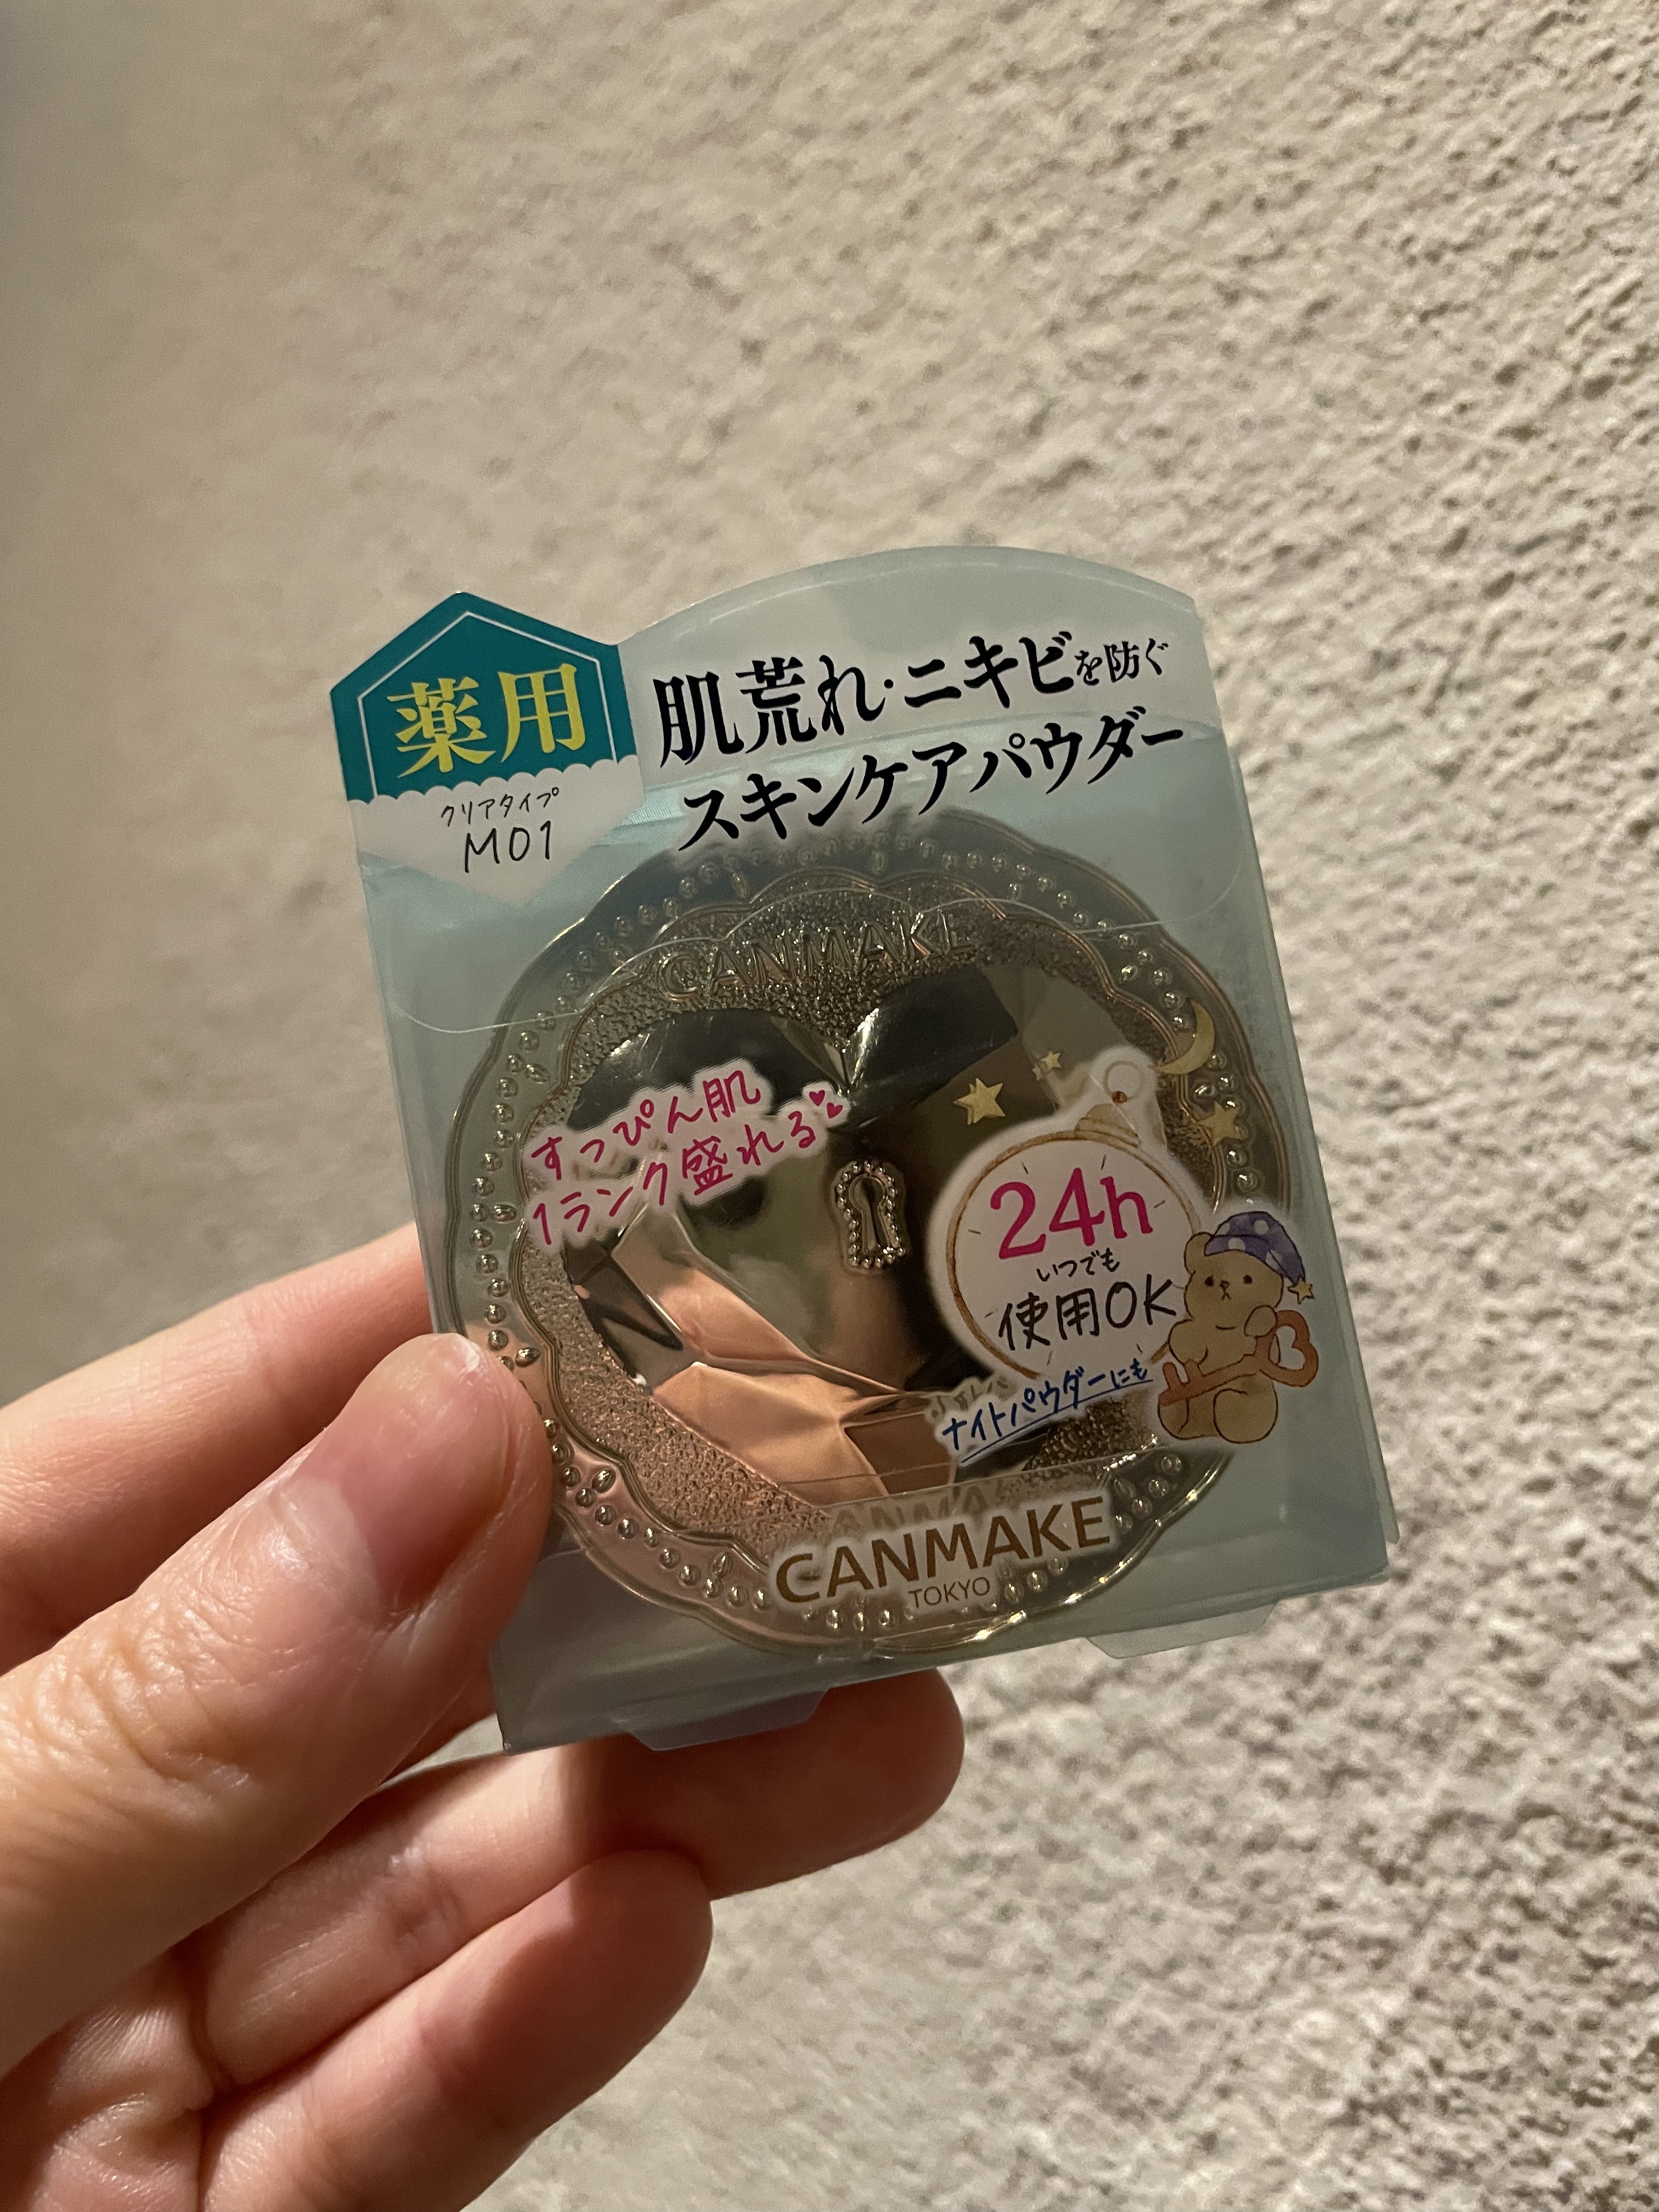 薬用
クリアタイプ
M01
肌荒れ・ニキビを防ぐ
スキンケアパウダー
CANMAKE
すっぴん肌
1ランク盛れる
24h
いつでも
使用OK
ナイトパウダーにも
CANMAKE
TOKYO